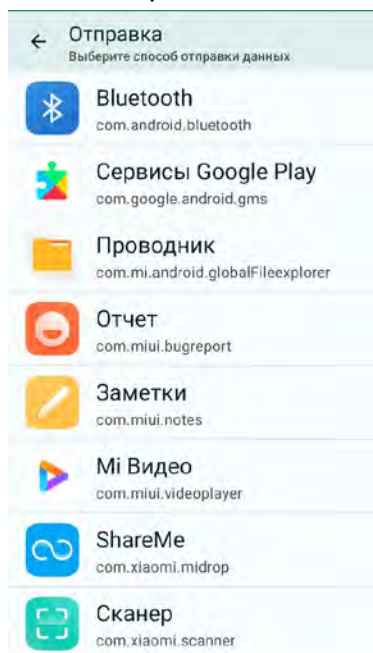 Отправка
Выберите способ отправки данных
Bluetooth
com.android.bluetooth
Сервисы Google Play
com.google.android.gms
Проводник
com.mi.android.globalFileexplorer
Отчет
com.miui.bugreport
Заметки
com.miui.notes
Mi Видео
com.miui.videoplayer
ShareMe
com.xiaomi.midrop
Сканер
com.xiaomi.scanner